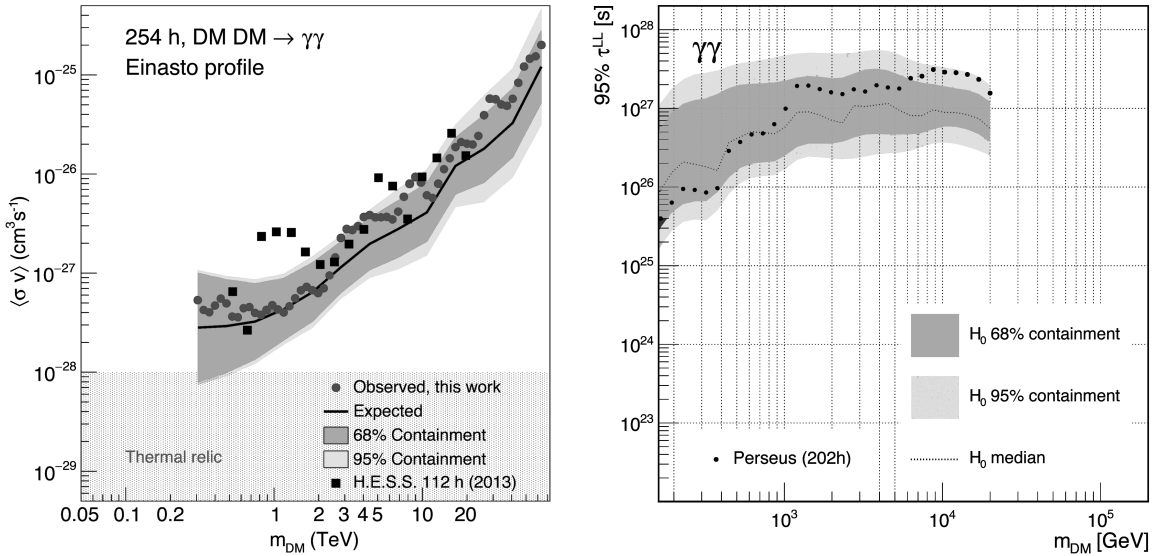 254 h, DM DM → γγ
Einasto profile
⟨σ v⟩ (cm³s⁻¹)
10⁻²⁵
10⁻²⁶
10⁻²⁷
10⁻²⁸
10⁻²⁹
Observed, this work
Expected
68% Containment
95% Containment
H.E.S.S. 112 h (2013)
Thermal relic
0.05 0.1 0.2 1 2 3 4 5 10 20
m_DM (TeV)
95% τ^LL [s]
γγ
10²⁸
10²⁷
10²⁶
10²⁵
10²⁴
10²³
H₀ 68% containment
H₀ 95% containment
Perseus (202h)
H₀ median
10³ 10⁴ 10⁵
m_DM [GeV]